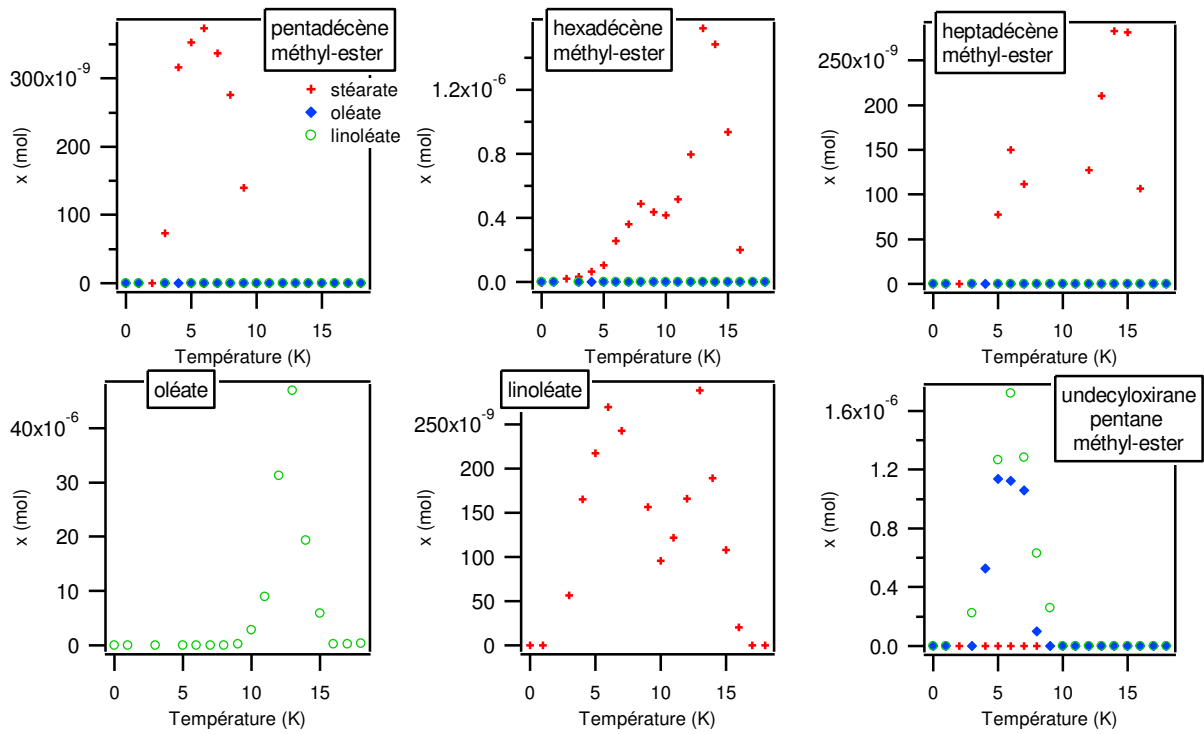 pentadécène
méthyl-ester
300x10-9
200
100
0
x (mol)
stéarate
oléate
linoléate
0 5 10 15
Température (K)
hexadécène
méthyl-ester
1.2x10-6
0.8
0.4
0.0
x (mol)
0 5 10 15
Température (K)
heptadécène
méthyl-ester
250x10-9
200
150
100
50
0
x (mol)
0 5 10 15
Température (K)
oléate
40x10-6
30
20
10
0
x (mol)
0 5 10 15
Température (K)
linoléate
250x10-9
200
150
100
50
0
x (mol)
0 5 10 15
Température (K)
undecyloxirane
pentane
méthyl-ester
1.6x10-6
1.2
0.8
0.4
0.0
x (mol)
0 5 10 15
Température (K)